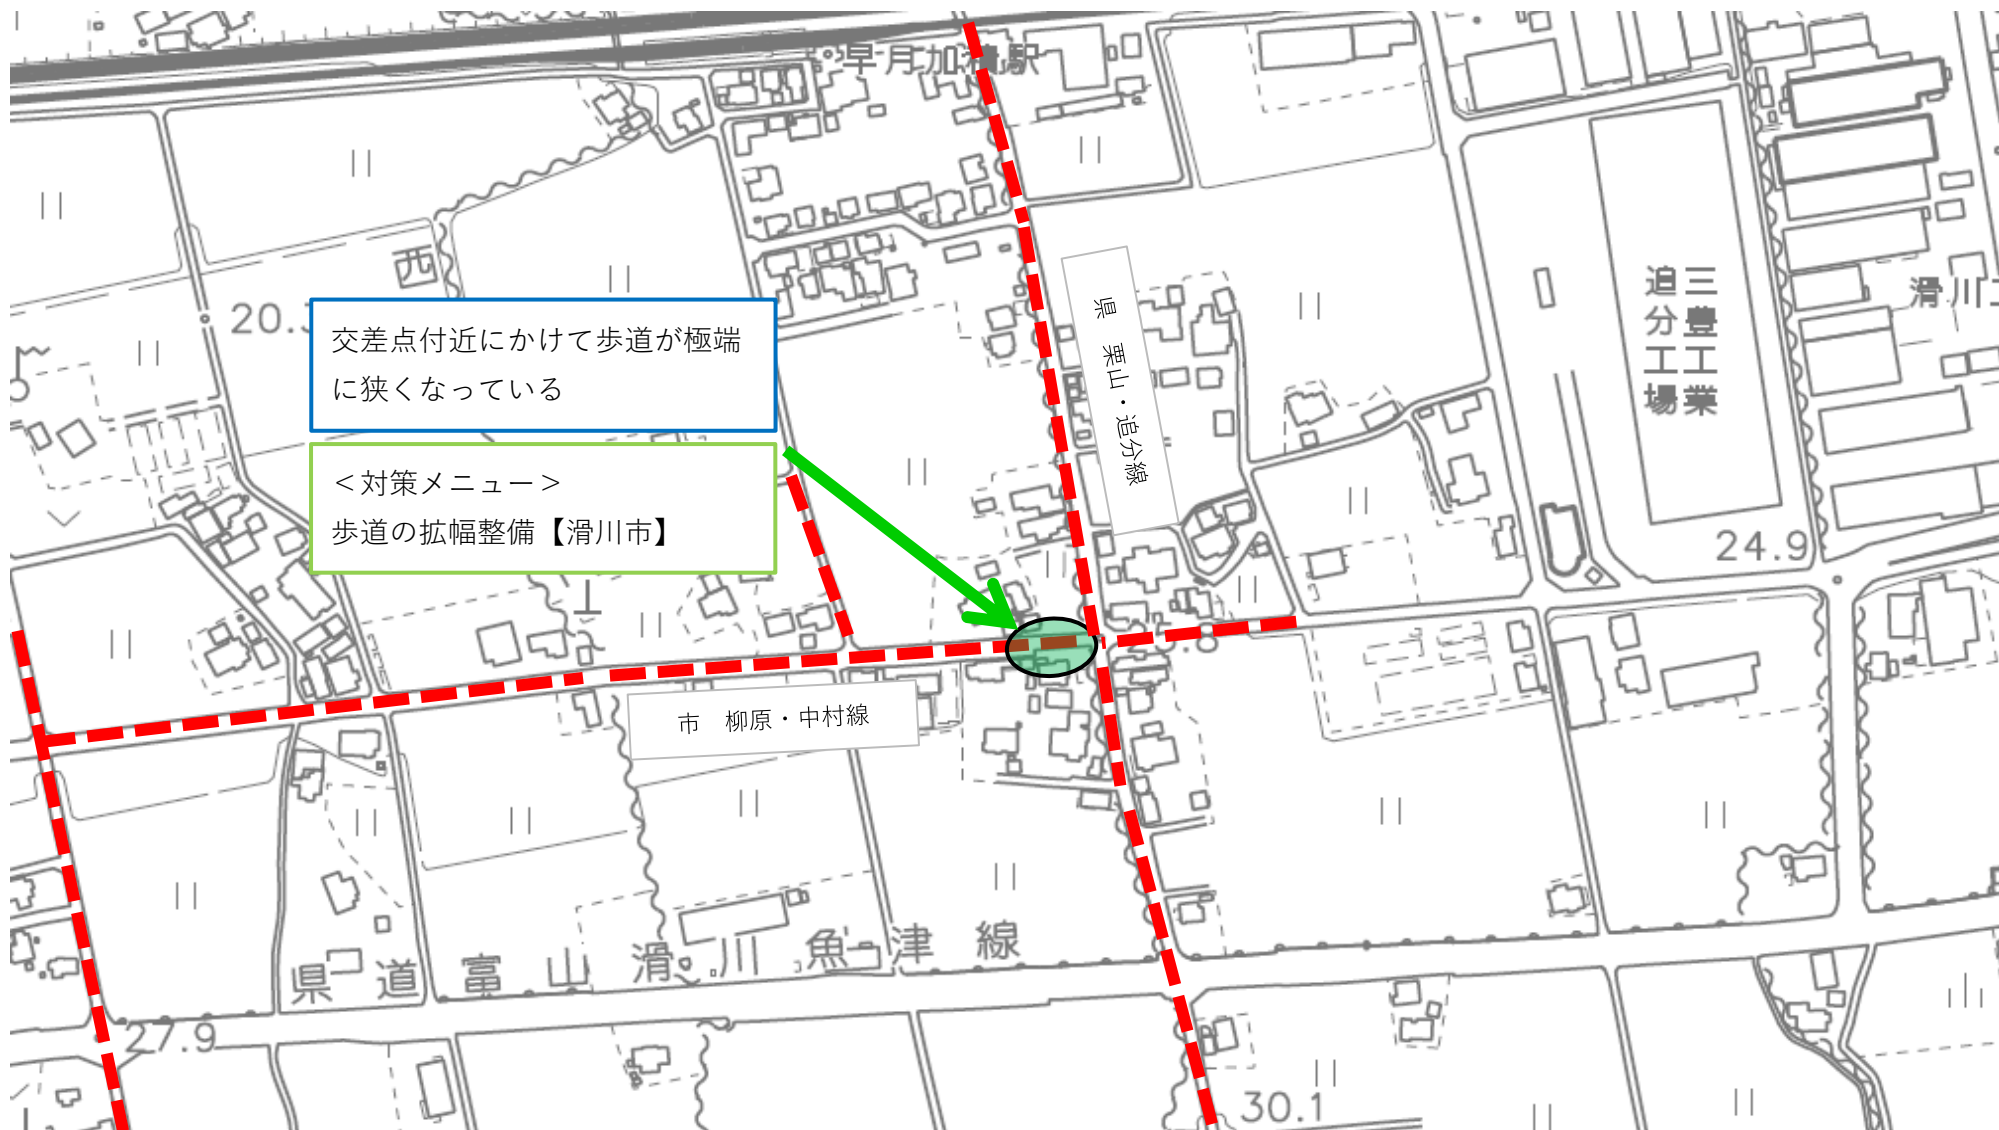 早月加積駅
西
20.
交差点付近にかけて歩道が極端
に狭くなっている
<対策メニュー>
歩道の拡幅整備【滑川市】
県 栗山・追分線
三豊工業
追分工場
滑川
24.9
市 柳原・中村線
県道富山滑川魚津線
27.9
30.1